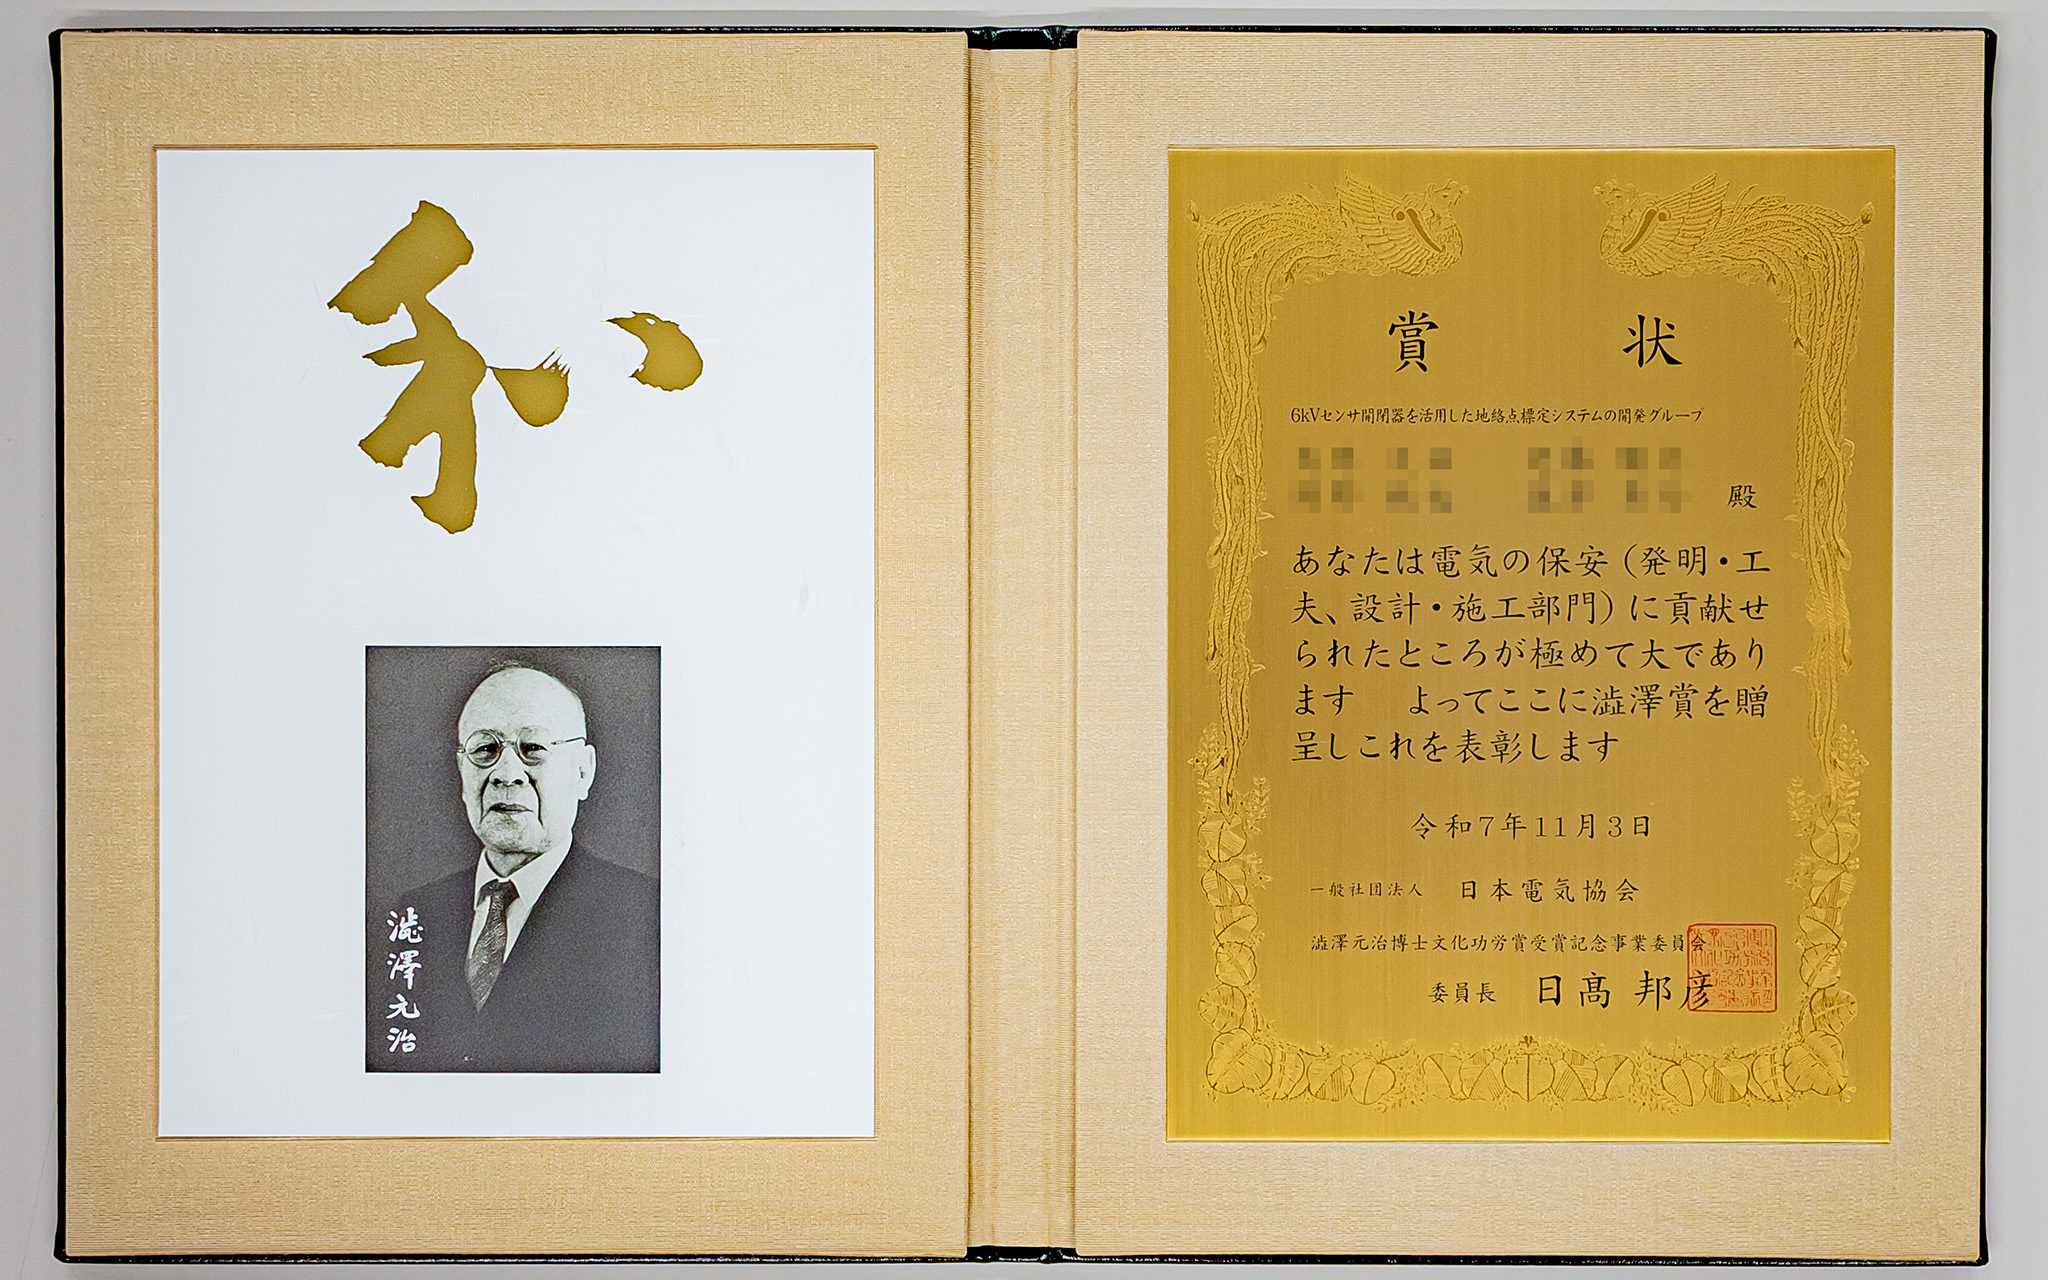 和
澁澤元治
賞状
6kVセンサ開閉器を活用した地絡点標定システムの開発グループ
殿
あなたは電気の保安（発明・工
夫、設計・施工部門）に貢献せ
られたところが極めて大であり
ます　よってここに澁澤賞を贈
呈しこれを表彰します
令和7年11月3日
一般社団法人　日本電気協会
澁澤元治博士文化功労賞受賞記念事業委員会
委員長　日髙 邦彦